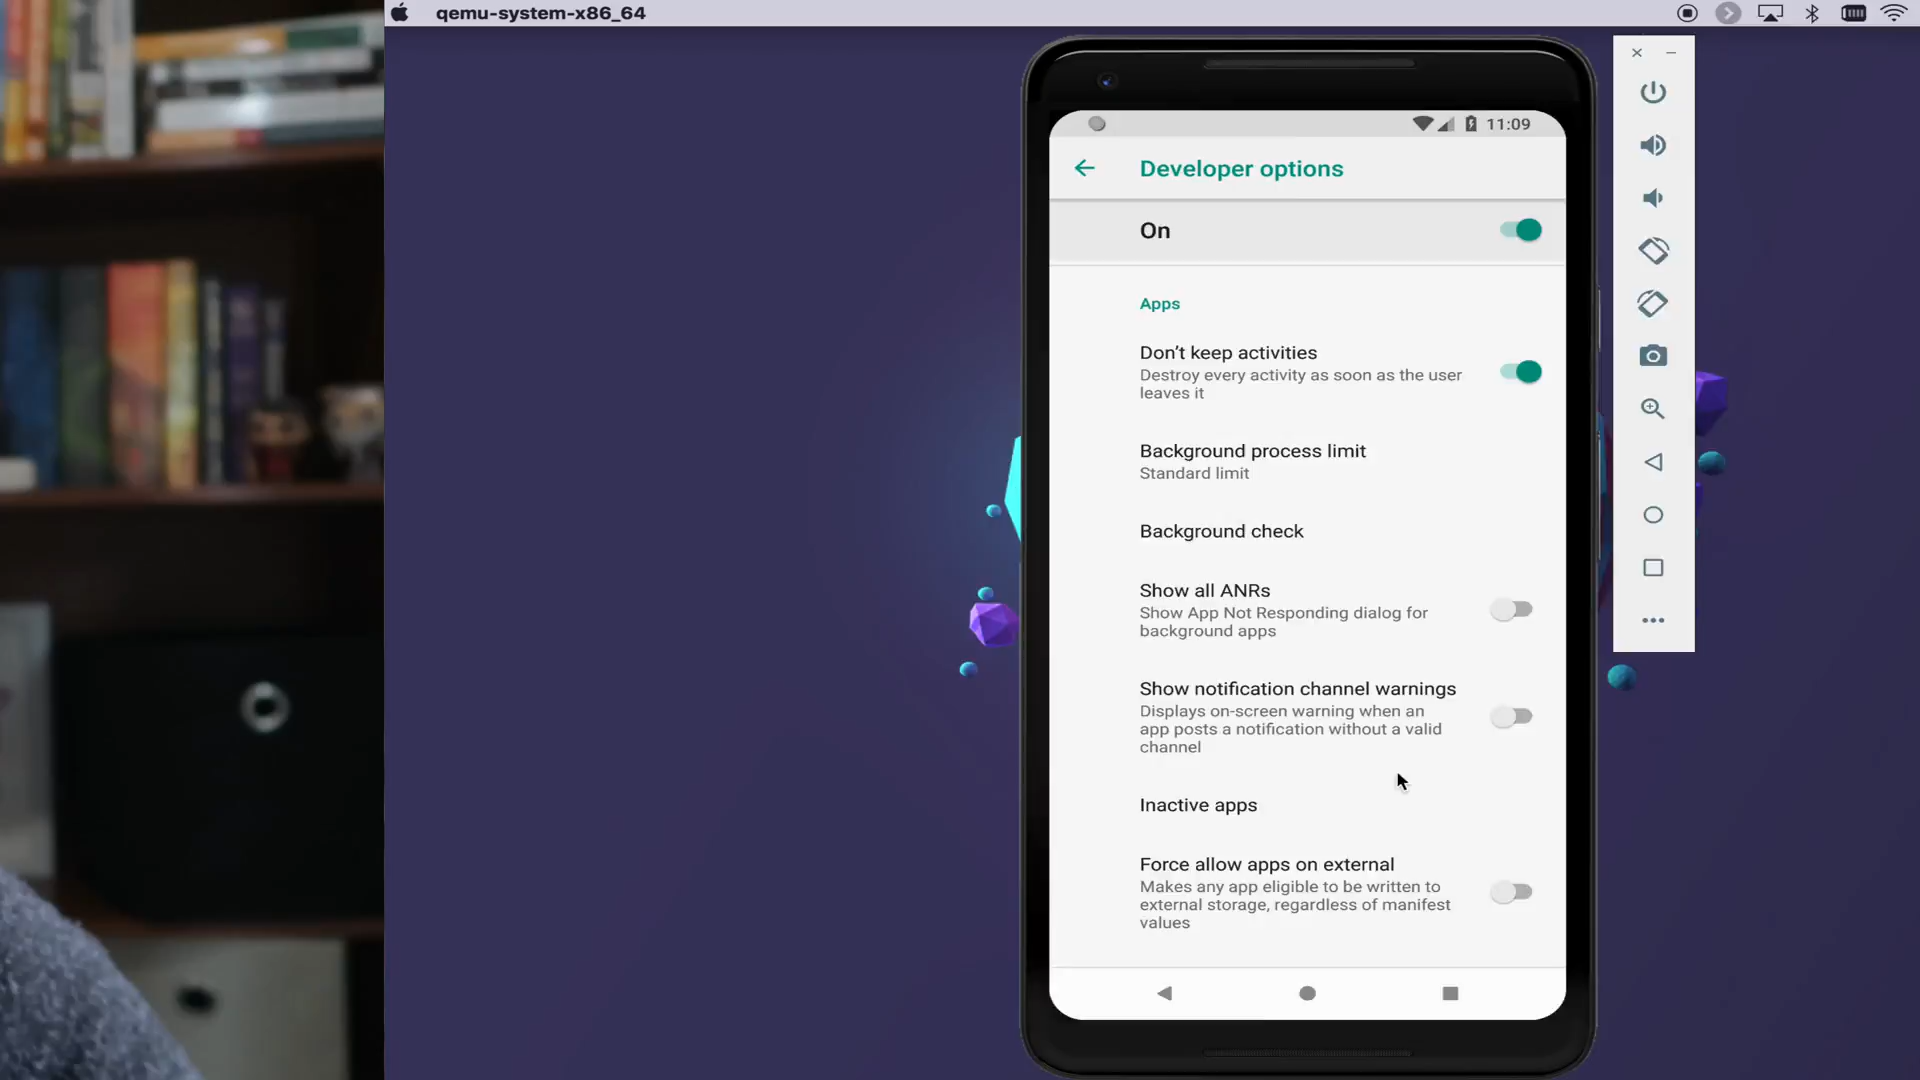 qemu-system-x86_64
11:09
Developer options
On
Apps
Don’t keep activities
Destroy every activity as soon as the user
leaves it
Background process limit
Standard limit
Background check
Show all ANRs
Show App Not Responding dialog for
background apps
Show notification channel warnings
Displays on-screen warning when an
app posts a notification without a valid
channel
Inactive apps
Force allow apps on external
Makes any app eligible to be written to
external storage, regardless of manifest
values